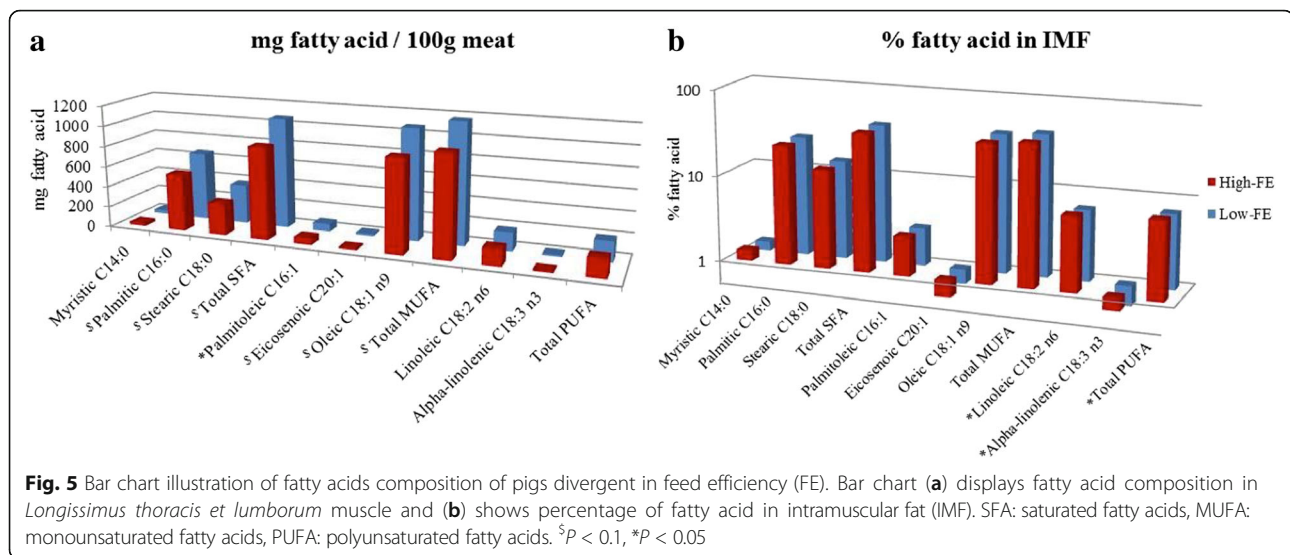 a
mg fatty acid / 100g meat
mg fatty acid
1200
1000
800
600
400
200
0
Myristic C14:0
$Palmitic C16:0
$Stearic C18:0
$Total SFA
*Palmitoleic C16:1
$Eicosenoic C20:1
$Oleic C18:1 n9
$Total MUFA
Linoleic C18:2 n6
Alpha-linolenic C18:3 n3
Total PUFA
b
% fatty acid in IMF
% fatty acid
100
10
1
Myristic C14:0
Palmitic C16:0
Stearic C18:0
Total SFA
Palmitoleic C16:1
Eicosenoic C20:1
Oleic C18:1 n9
Total MUFA
*Linoleic C18:2 n6
*Alpha-linolenic C18:3 n3
*Total PUFA
High-FE
Low-FE
Fig. 5 Bar chart illustration of fatty acids composition of pigs divergent in feed efficiency (FE). Bar chart (a) displays fatty acid composition in
Longissimus thoracis et lumborum muscle and (b) shows percentage of fatty acid in intramuscular fat (IMF). SFA: saturated fatty acids, MUFA:
monounsaturated fatty acids, PUFA: polyunsaturated fatty acids. $P < 0.1, *P < 0.05